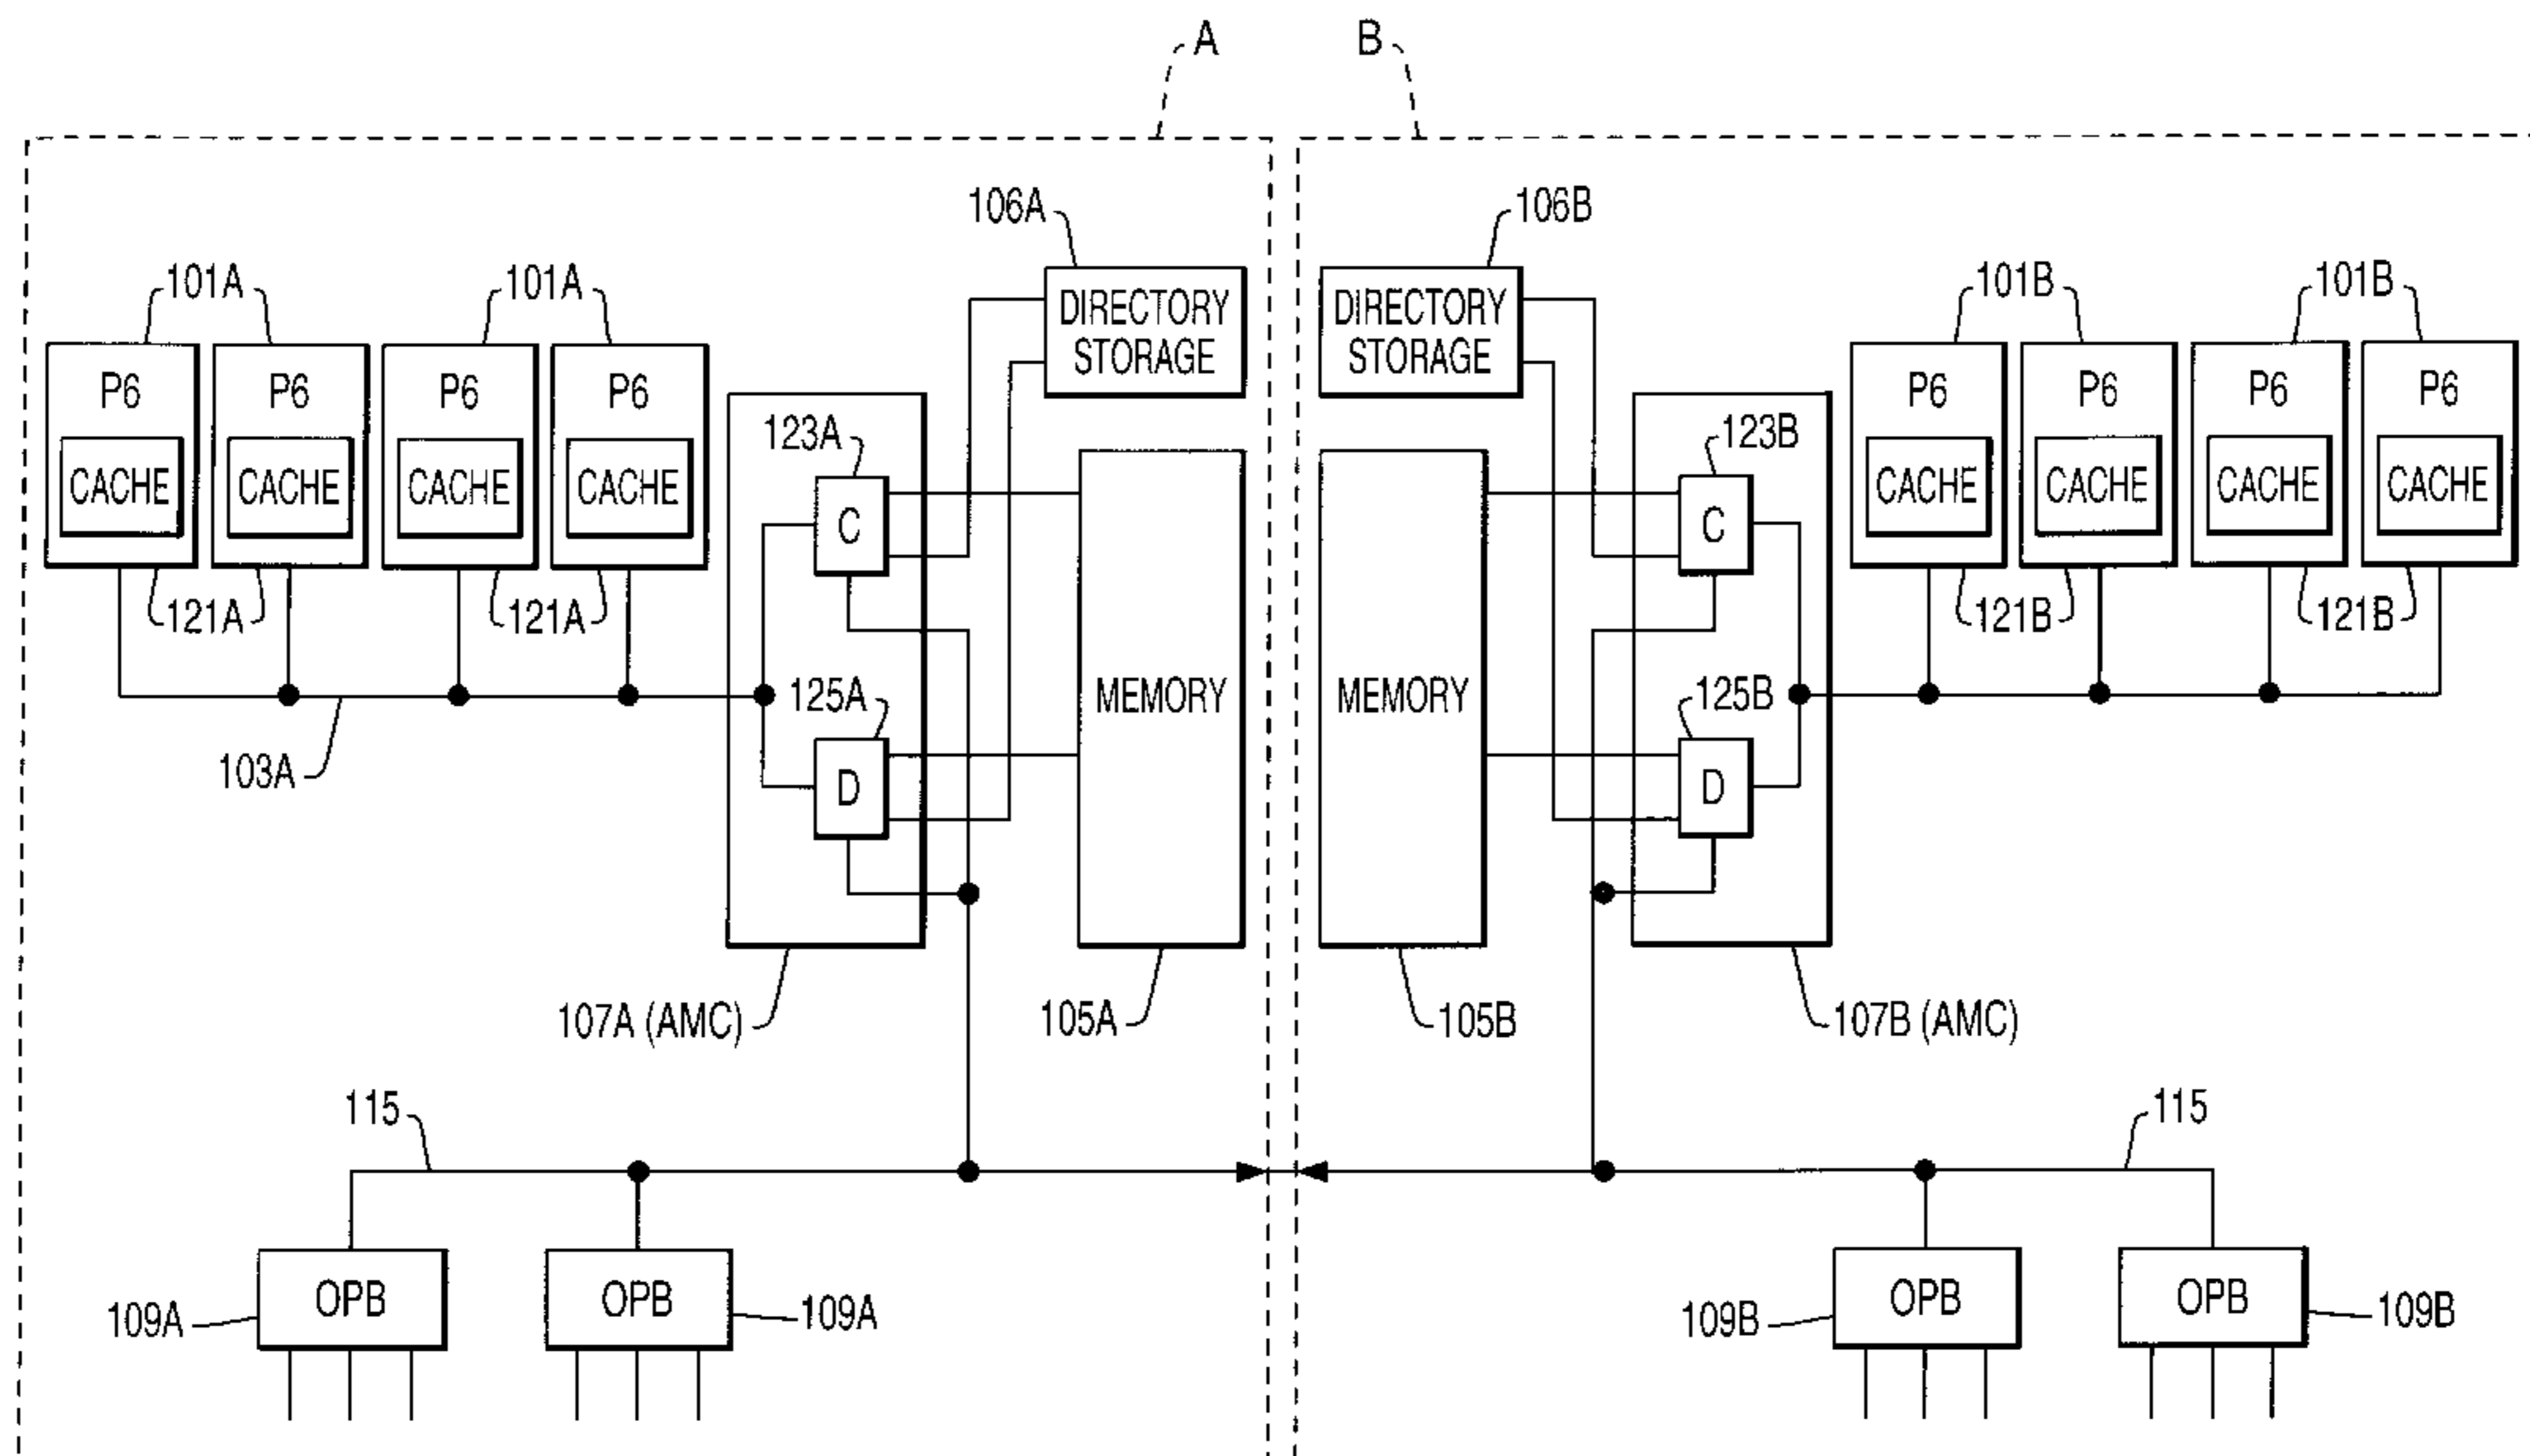 A
B
106A
106B
101A
101A
101B
101B
DIRECTORY
STORAGE
DIRECTORY
STORAGE
P6
P6
P6
P6
P6
P6
P6
P6
123A
123B
CACHE
CACHE
CACHE
CACHE
CACHE
CACHE
CACHE
CACHE
C
C
121A
121A
121B
121B
125A
MEMORY
MEMORY
125B
103A
D
D
107A (AMC)
105A
105B
107B (AMC)
115
115
OPB
OPB
OPB
OPB
109A
109A
109B
109B